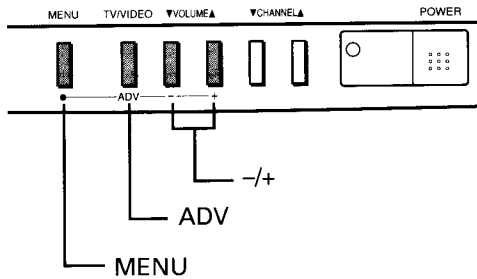 MENU TV/VIDEO ▼VOLUME▲ ▼CHANNEL▲ POWER
ADV - +
-/+
ADV
MENU